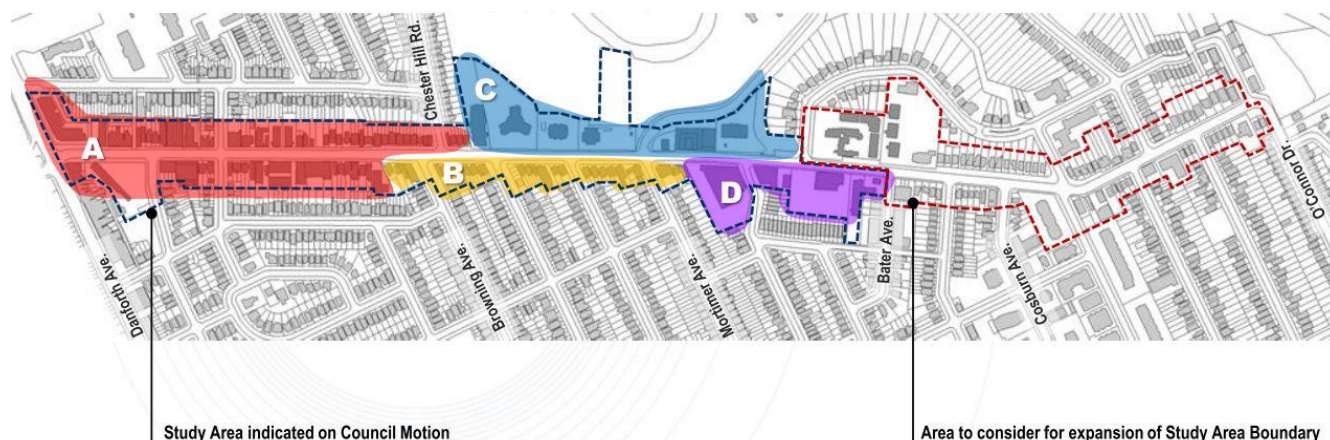 Chester Hill Rd.
C
A
B
D
O'Connor Dr.
Danforth Ave.
Browning Ave.
Mortimer Ave.
Bater Ave.
Cosburn Ave.
Study Area indicated on Council Motion
Area to consider for expansion of Study Area Boundary